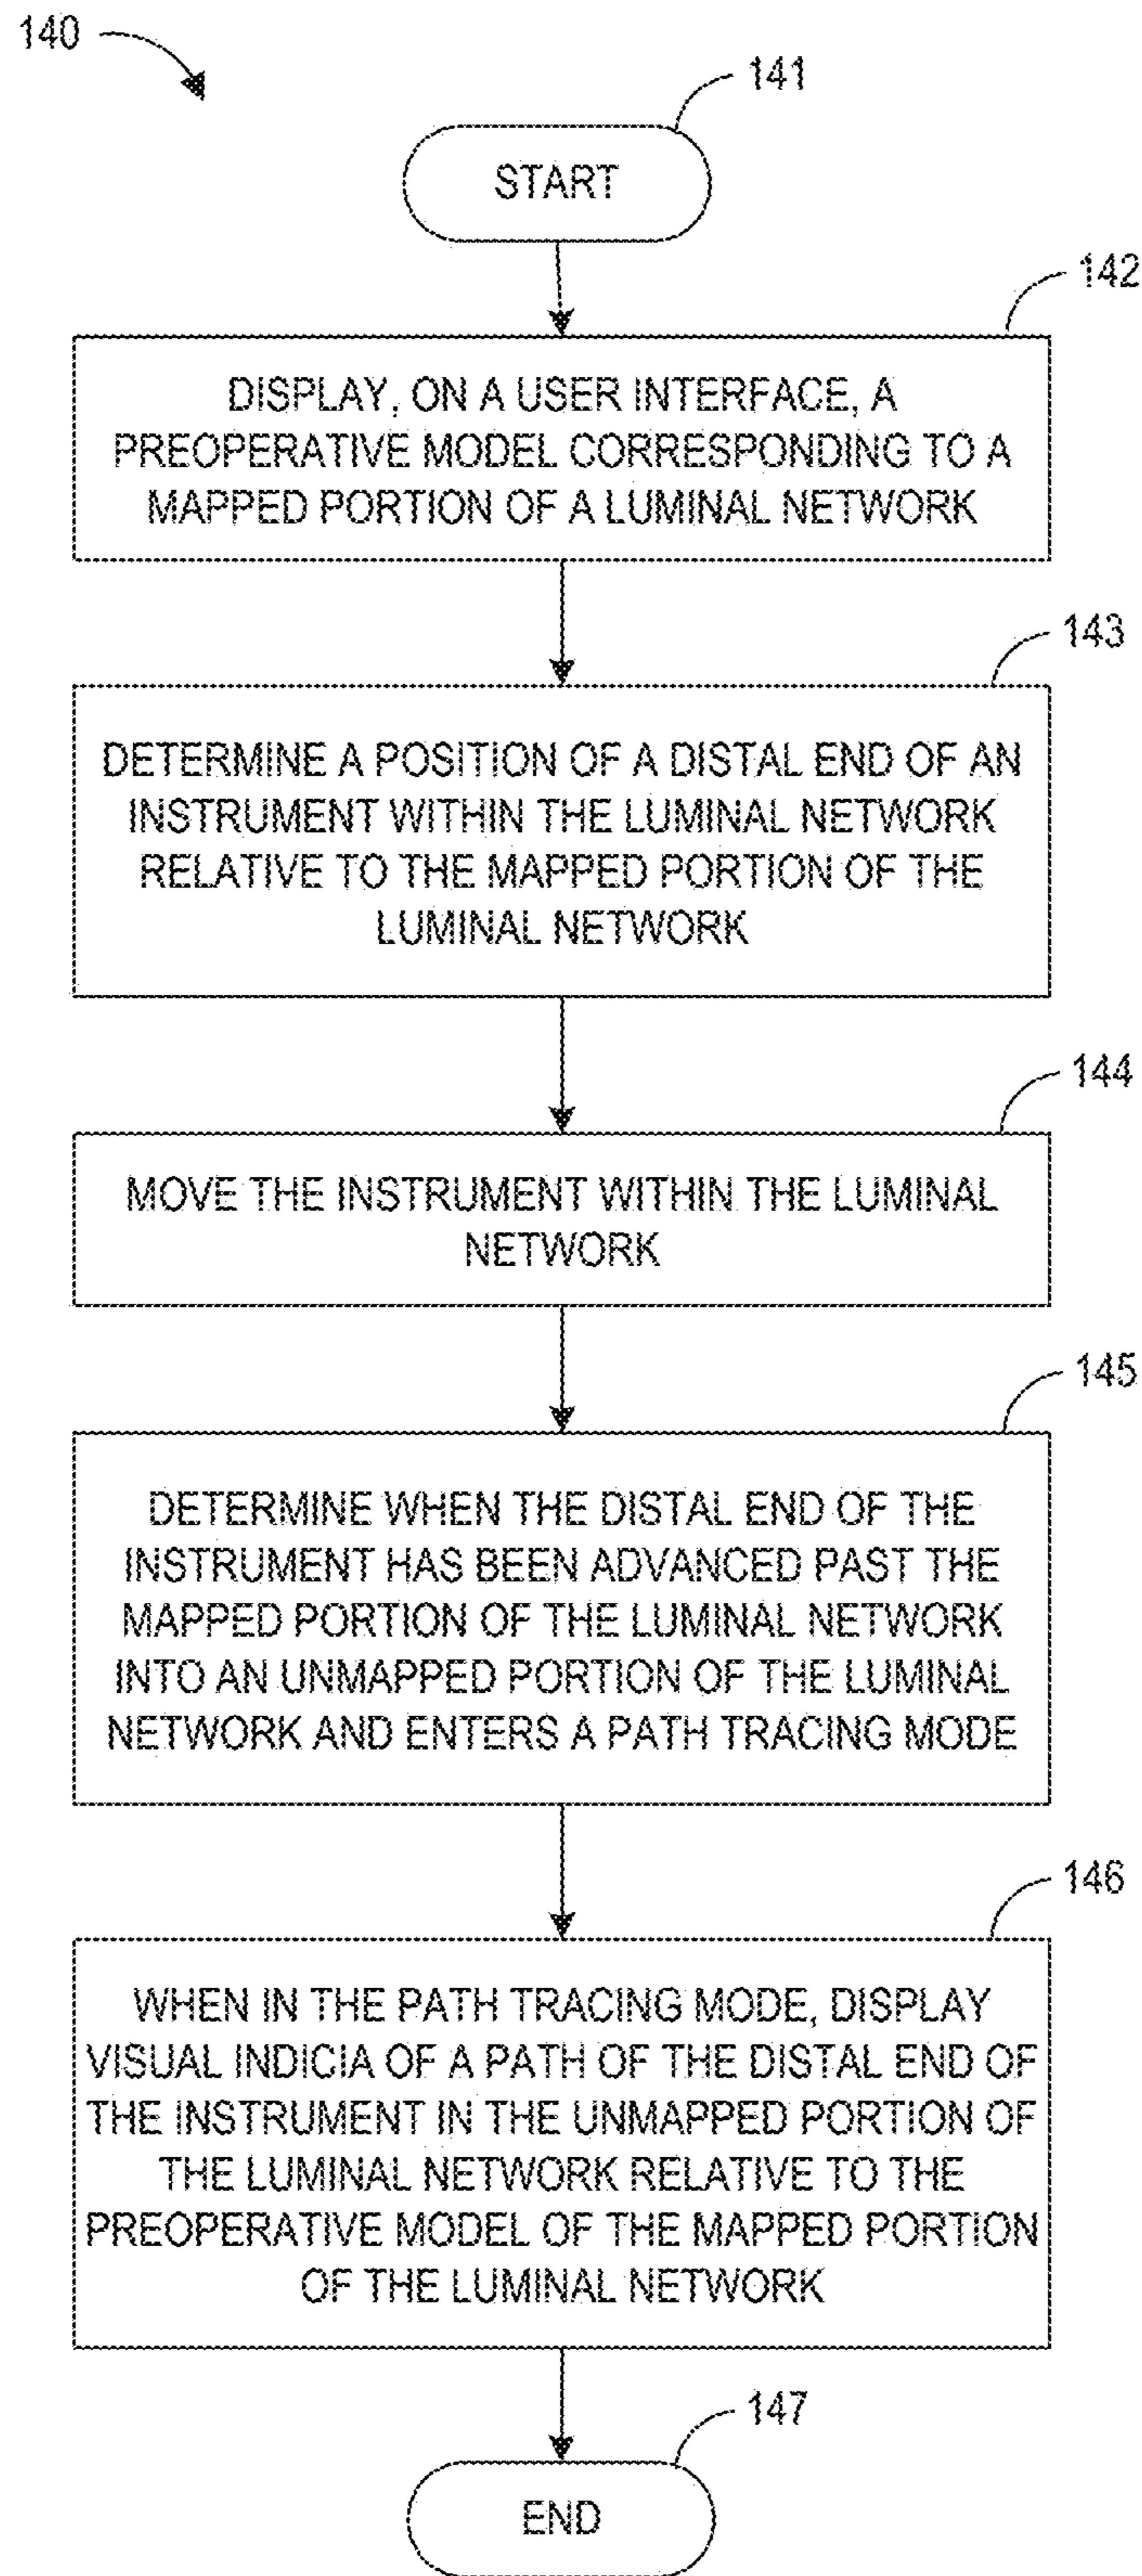 140
141
START
142
DISPLAY, ON A USER INTERFACE, A
PREOPERATIVE MODEL CORRESPONDING TO A
MAPPED PORTION OF A LUMINAL NETWORK
143
DETERMINE A POSITION OF A DISTAL END OF AN
INSTRUMENT WITHIN THE LUMINAL NETWORK
RELATIVE TO THE MAPPED PORTION OF THE
LUMINAL NETWORK
144
MOVE THE INSTRUMENT WITHIN THE LUMINAL
NETWORK
145
DETERMINE WHEN THE DISTAL END OF THE
INSTRUMENT HAS BEEN ADVANCED PAST THE
MAPPED PORTION OF THE LUMINAL NETWORK
INTO AN UNMAPPED PORTION OF THE LUMINAL
NETWORK AND ENTERS A PATH TRACING MODE
146
WHEN IN THE PATH TRACING MODE, DISPLAY
VISUAL INDICIA OF A PATH OF THE DISTAL END OF
THE INSTRUMENT IN THE UNMAPPED PORTION OF
THE LUMINAL NETWORK RELATIVE TO THE
PREOPERATIVE MODEL OF THE MAPPED PORTION
OF THE LUMINAL NETWORK
147
END